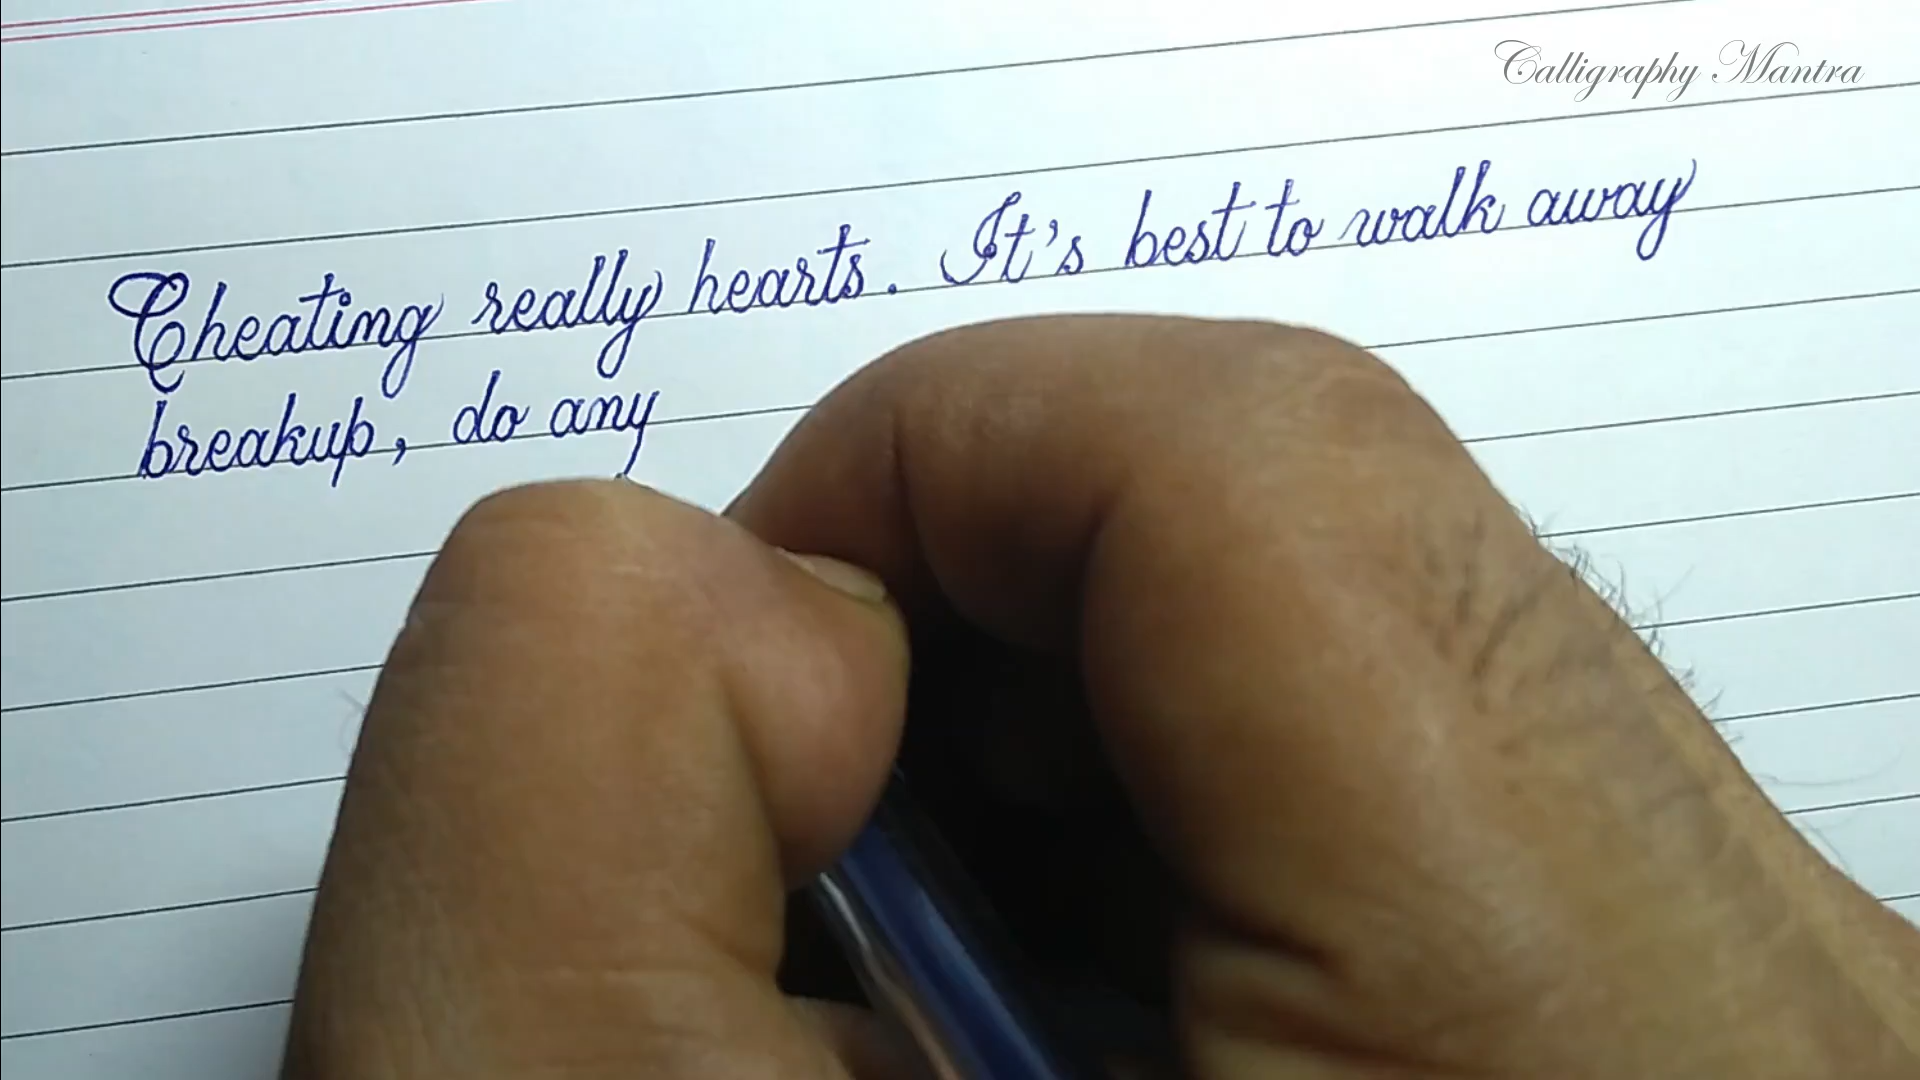 Calligraphy Mantra
Cheating really hearts. It's best to walk away
breakup, do any